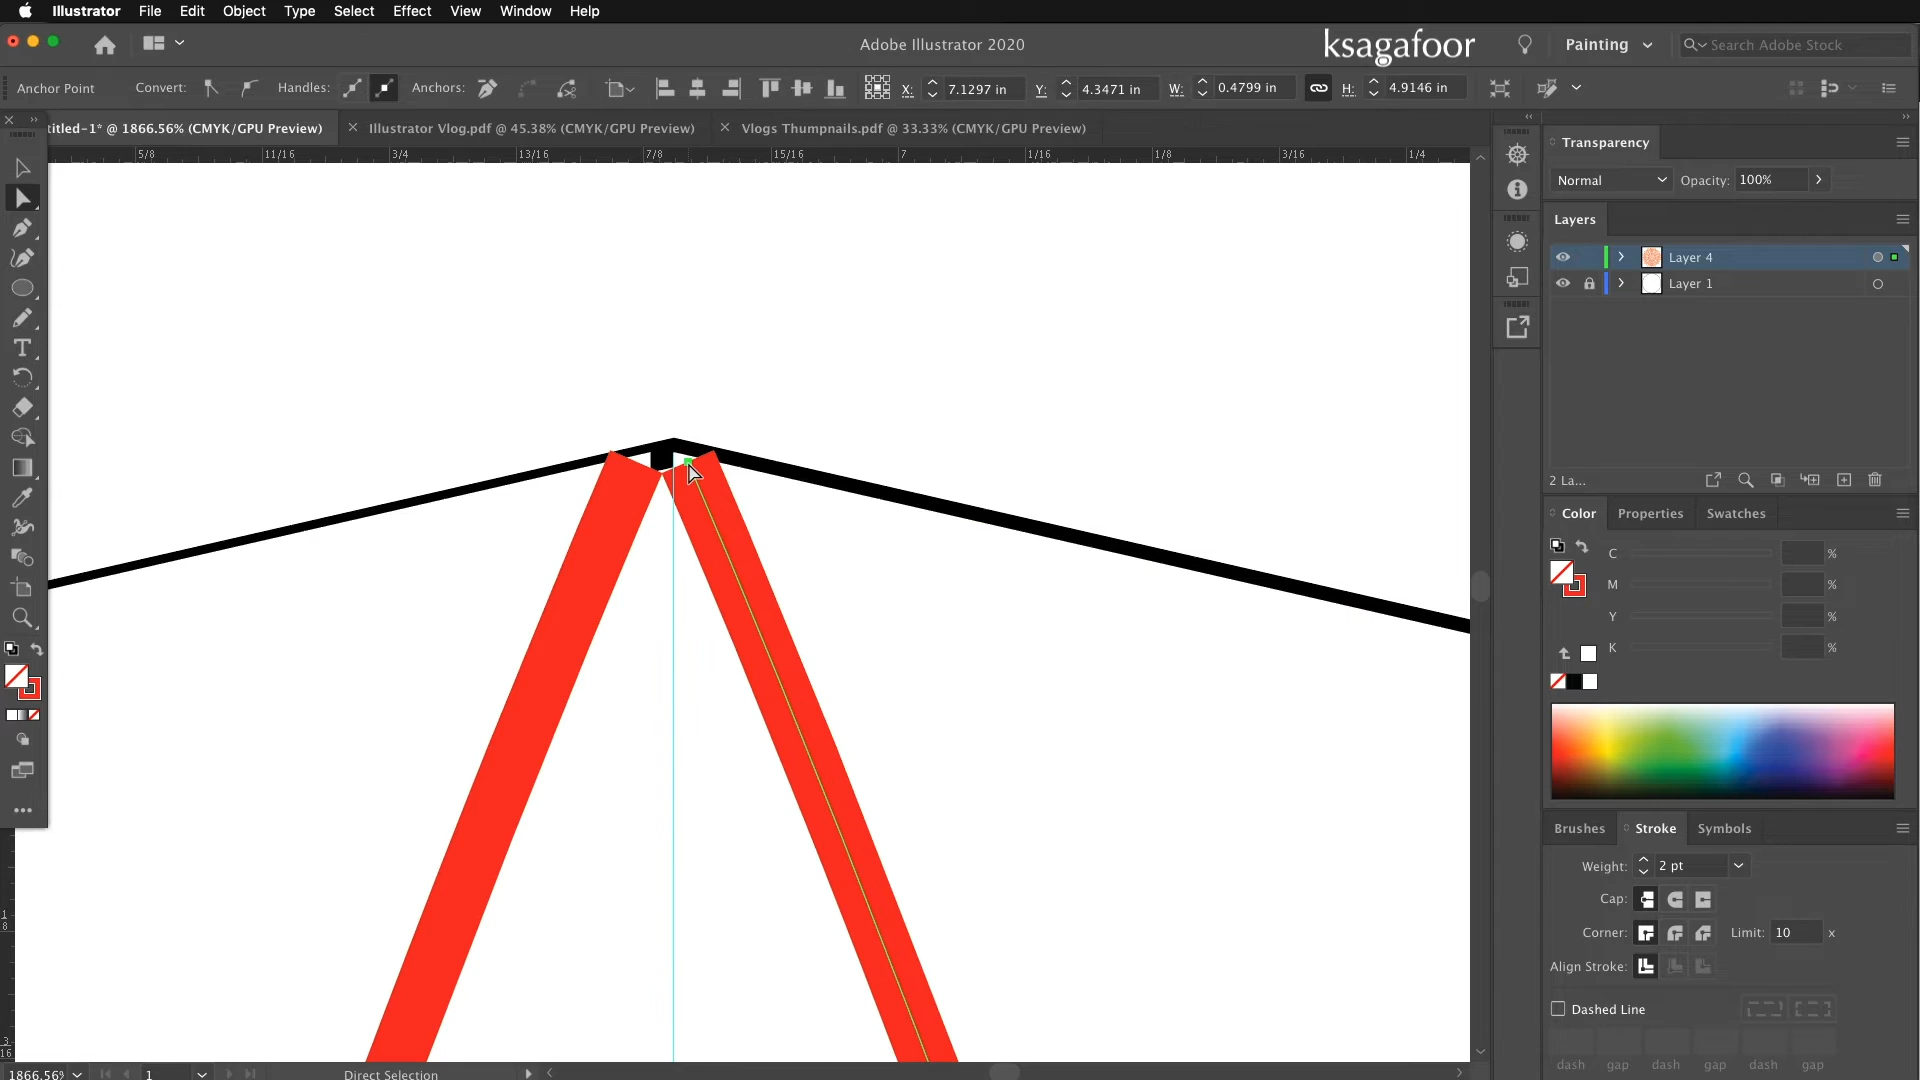 Illustrator File Edit Object Type Select Effect View Window Help
Adobe Illustrator 2020
ksagafoor
Painting
Search Adobe Stock
Anchor Point Convert: Handles: Anchors: X: 7.1297 in Y: 4.3471 in W: 0.4799 in H: 4.9146 in
titled-1* @ 1866.56% (CMYK/GPU Preview) Illustrator Vlog.pdf @ 45.38% (CMYK/GPU Preview) Vlogs Thumpnails.pdf @ 33.33% (CMYK/GPU Preview)
5/8 11/16 3/4 13/16 7/8 15/16 7 1/16 1/8 3/16 1/4
Transparency
Normal Opacity: 100%
Layers
Layer 4
Layer 1
2 La...
Color Properties Swatches
C %
M %
Y %
K %
Brushes Stroke Symbols
Weight: 2 pt
Cap:
Corner: Limit: 10 x
Align Stroke:
Dashed Line
dash gap dash gap dash gap
1
8
3
16
1866.56% 1 Direct Selection